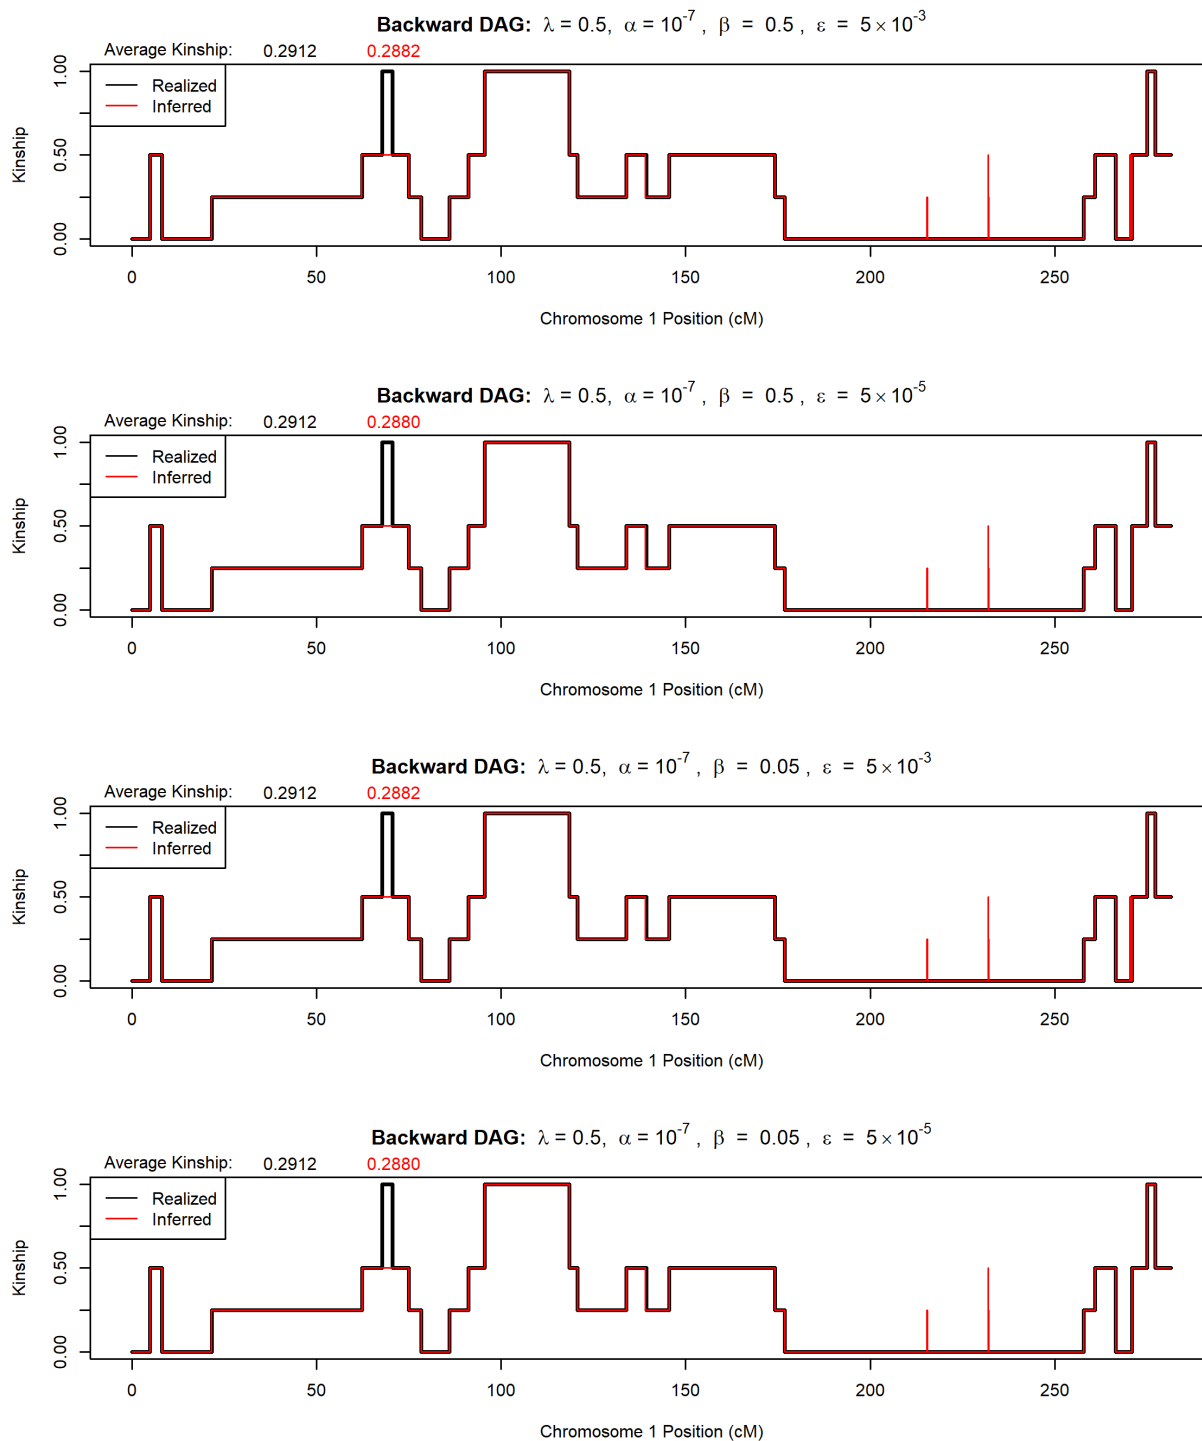 Backward DAG: λ = 0.5, α = 10^-7 , β = 0.5 , ε = 5 × 10^-3
Average Kinship: 0.2912 0.2882
Realized
Inferred
Kinship
1.00
0.50
0.00
0 50 100 150 200 250
Chromosome 1 Position (cM)
Backward DAG: λ = 0.5, α = 10^-7 , β = 0.5 , ε = 5 × 10^-5
Average Kinship: 0.2912 0.2880
Realized
Inferred
Kinship
1.00
0.50
0.00
0 50 100 150 200 250
Chromosome 1 Position (cM)
Backward DAG: λ = 0.5, α = 10^-7 , β = 0.05 , ε = 5 × 10^-3
Average Kinship: 0.2912 0.2882
Realized
Inferred
Kinship
1.00
0.50
0.00
0 50 100 150 200 250
Chromosome 1 Position (cM)
Backward DAG: λ = 0.5, α = 10^-7 , β = 0.05 , ε = 5 × 10^-5
Average Kinship: 0.2912 0.2880
Realized
Inferred
Kinship
1.00
0.50
0.00
0 50 100 150 200 250
Chromosome 1 Position (cM)